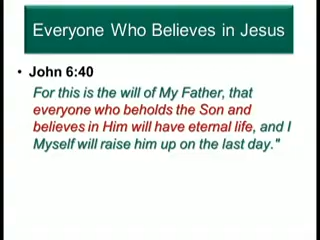 Everyone Who Believes in Jesus
• John 6:40
For this is the will of My Father, that
everyone who beholds the Son and
believes in Him will have eternal life, and I
Myself will raise him up on the last day."